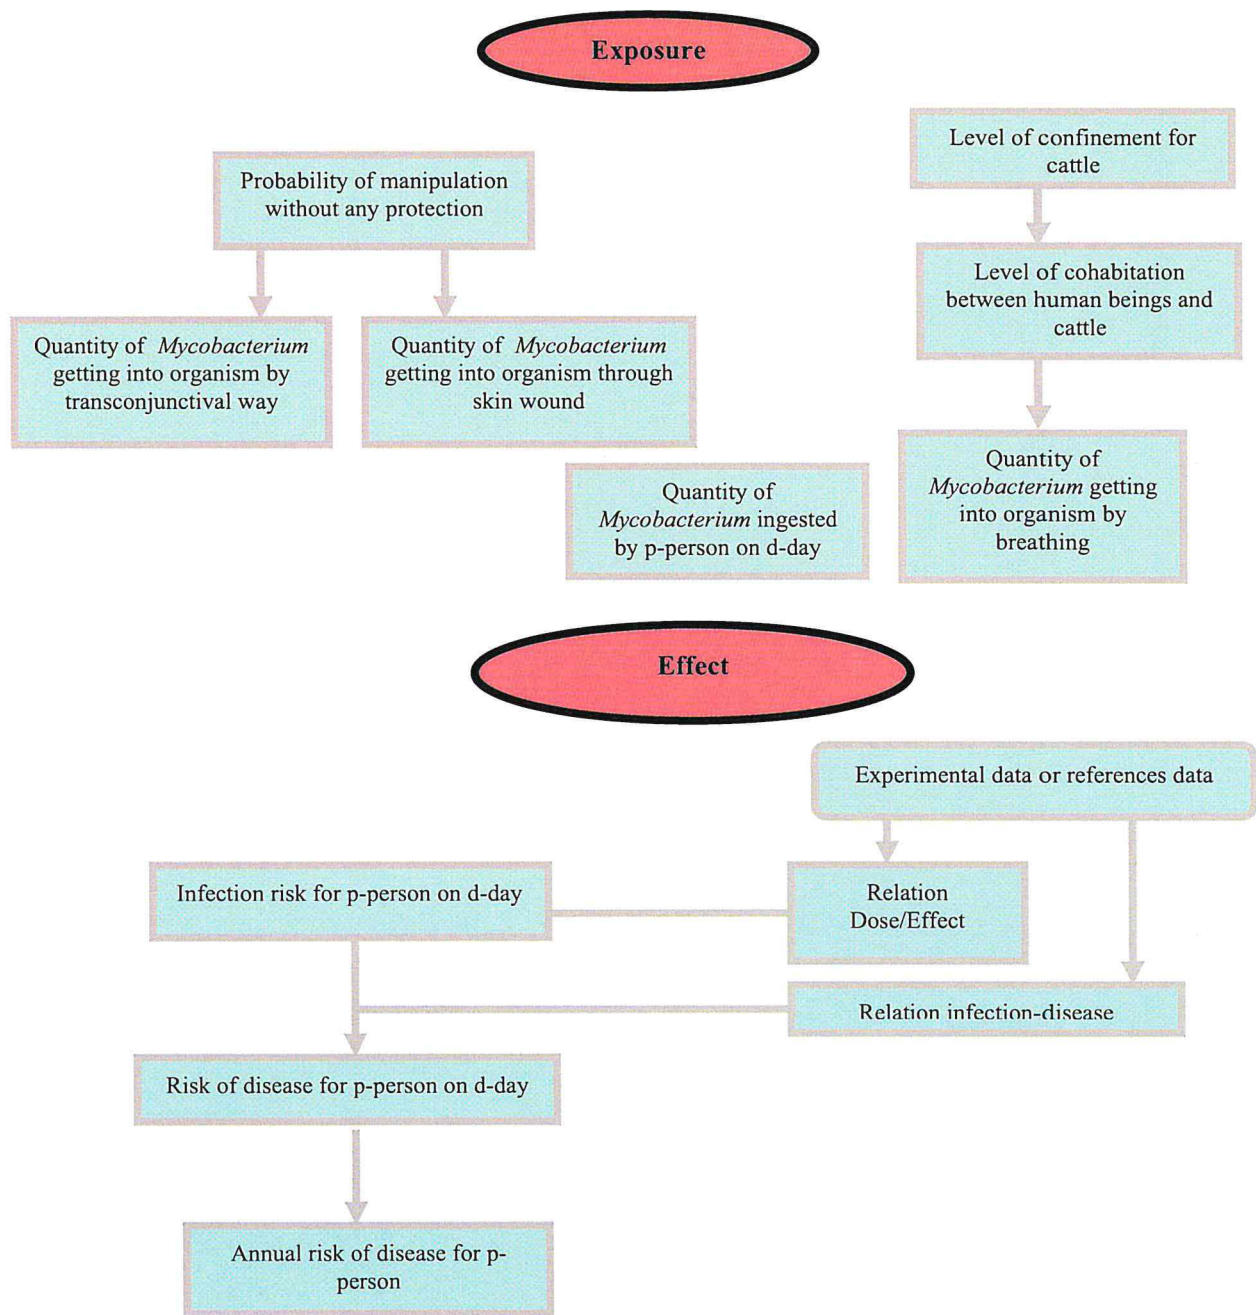 Exposure
Level of confinement for
cattle
Probability of manipulation
without any protection
Level of cohabitation
between human beings and
cattle
Quantity of Mycobacterium
getting into organism by
transconjunctival way
Quantity of Mycobacterium
getting into organism through
skin wound
Quantity of
Mycobacterium getting
into organism by
breathing
Quantity of
Mycobacterium ingested
by p-person on d-day
Effect
Experimental data or references data
Infection risk for p-person on d-day
Relation
Dose/Effect
Relation infection-disease
Risk of disease for p-person on d-day
Annual risk of disease for p-
person